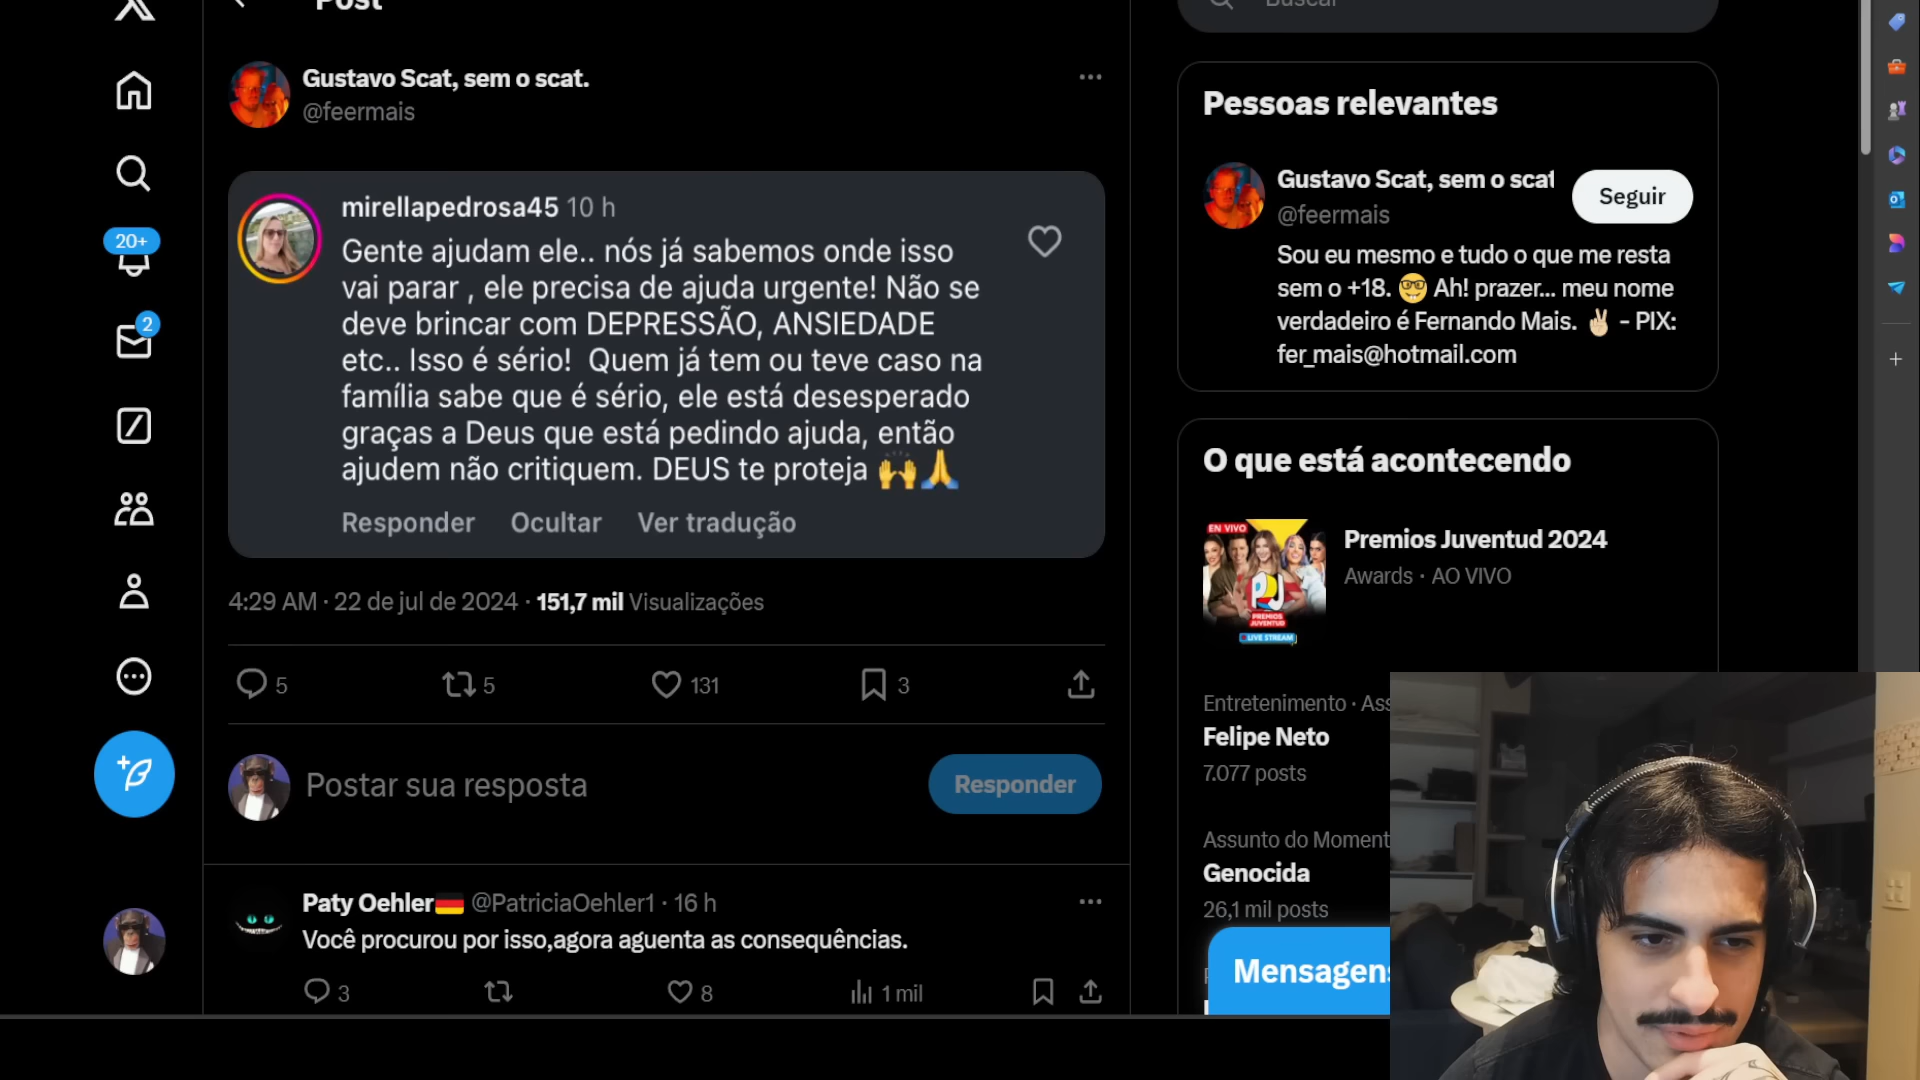 Post
Buscar
Gustavo Scat, sem o scat.
@feermais
mirellapedrosa45 10 h
Gente ajudam ele.. nós já sabemos onde isso
vai parar , ele precisa de ajuda urgente! Não se
deve brincar com DEPRESSÃO, ANSIEDADE
etc.. Isso é sério!  Quem já tem ou teve caso na
família sabe que é sério, ele está desesperado
graças a Deus que está pedindo ajuda, então
ajudem não critiquem. DEUS te proteja 🙌🙏
Responder Ocultar Ver tradução
4:29 AM · 22 de jul de 2024 · 151,7 mil Visualizações
5 5 131 3
Postar sua resposta
Responder
Paty Oehler🇩🇪 @PatriciaOehler1 · 16 h
Você procurou por isso,agora aguenta as consequências.
3 8 1 mil
20+
2
Pessoas relevantes
Gustavo Scat, sem o scat
@feermais
Seguir
Sou eu mesmo e tudo o que me resta
sem o +18. 🤓 Ah! prazer... meu nome
verdadeiro é Fernando Mais. ✌🏻 - PIX:
fer_mais@hotmail.com
O que está acontecendo
EN VIVO
PJ
PREMIOS
JUVENTUD
LIVE STREAM
Premios Juventud 2024
Awards · AO VIVO
Entretenimento · Ass
Felipe Neto
7.077 posts
Assunto do Moment
Genocida
26,1 mil posts
Mensagens